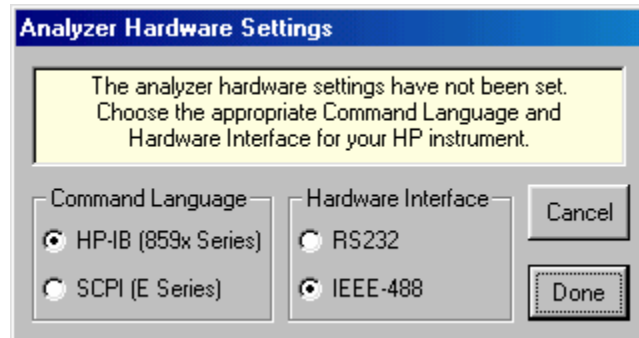 Analyzer Hardware Settings
The analyzer hardware settings have not been set.
Choose the appropriate Command Language and
Hardware Interface for your HP instrument.
Command Language
HP-IB (859x Series)
SCPI (E Series)
Hardware Interface
RS232
IEEE-488
Cancel
Done